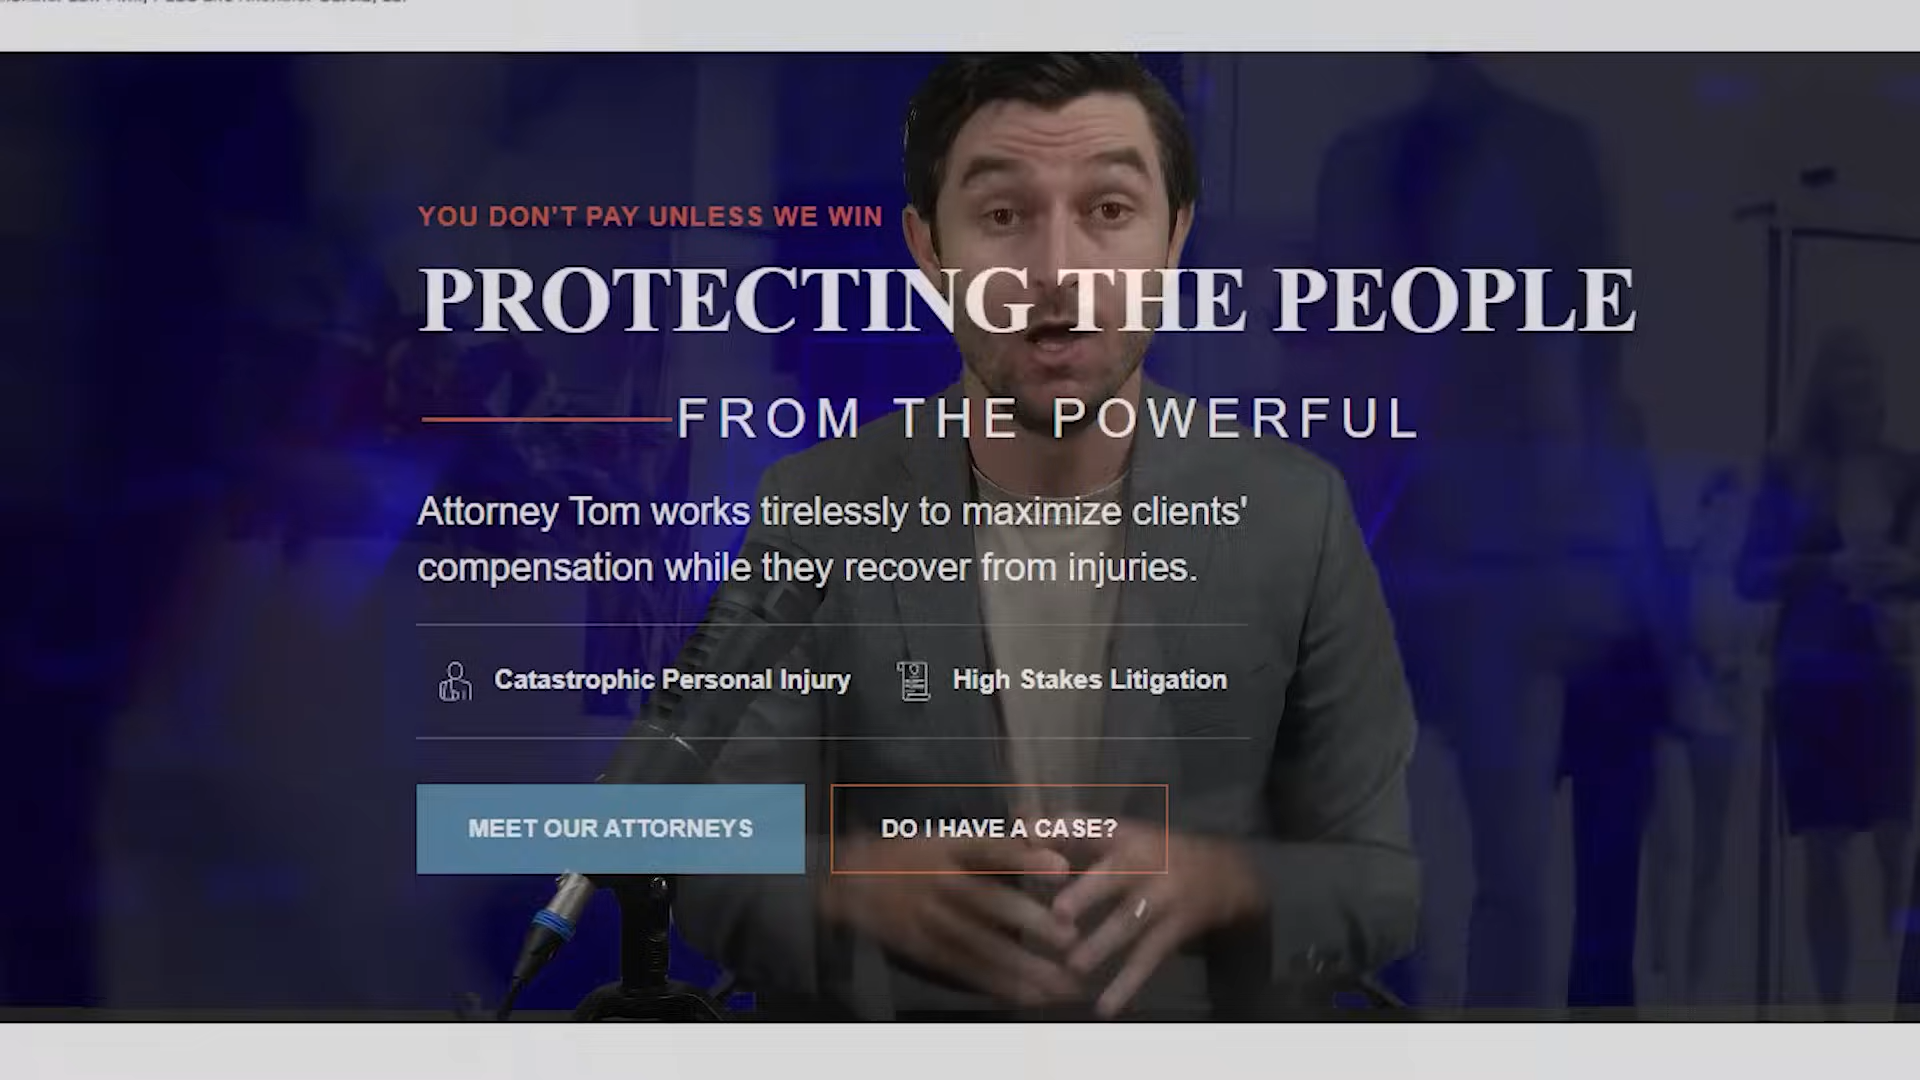 YOU DON'T PAY UNLESS WE WIN
PROTECTING THE PEOPLE
FROM THE POWERFUL
Attorney Tom works tirelessly to maximize clients'
compensation while they recover from injuries.
Catastrophic Personal Injury
High Stakes Litigation
MEET OUR ATTORNEYS
DO I HAVE A CASE?